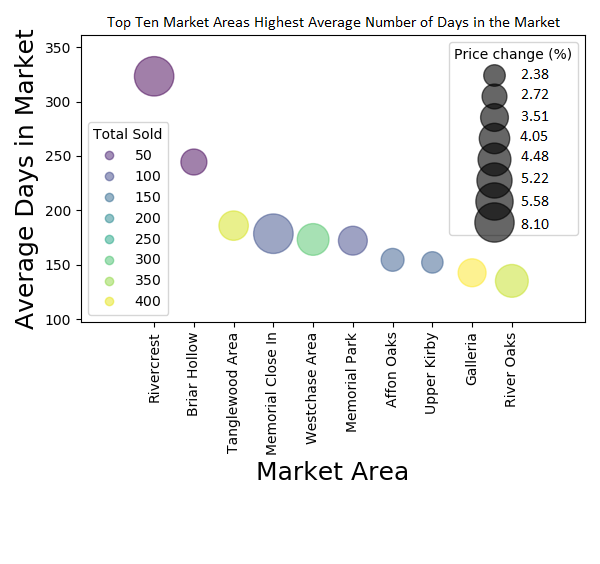 Top Ten Market Areas Highest Average Number of Days in the Market
Average Days in Market
350
300
250
200
150
100
Total Sold
50
100
150
200
250
300
350
400
Price change (%)
2.38
2.72
3.51
4.05
4.48
5.22
5.58
8.10
Rivercrest
Briar Hollow
Tanglewood Area
Memorial Close In
Westchase Area
Memorial Park
Affon Oaks
Upper Kirby
Galleria
River Oaks
Market Area